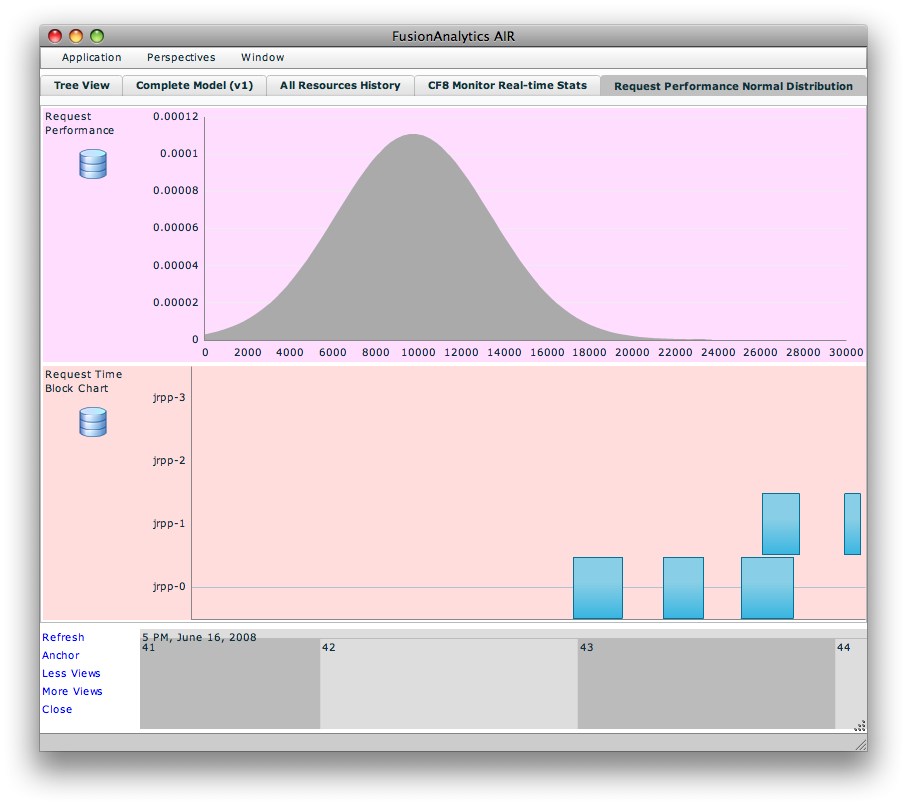 FusionAnalytics AIR
Application Perspectives Window
Tree View Complete Model (v1) All Resources History CF8 Monitor Real-time Stats Request Performance Normal Distribution
Request
Performance
0.00012
0.0001
0.00008
0.00006
0.00004
0.00002
0
0 2000 4000 6000 8000 10000 12000 14000 16000 18000 20000 22000 24000 26000 28000 30000
Request Time
Block Chart
jrpp-3
jrpp-2
jrpp-1
jrpp-0
Refresh
Anchor
Less Views
More Views
Close
5 PM, June 16, 2008
41 42 43 44